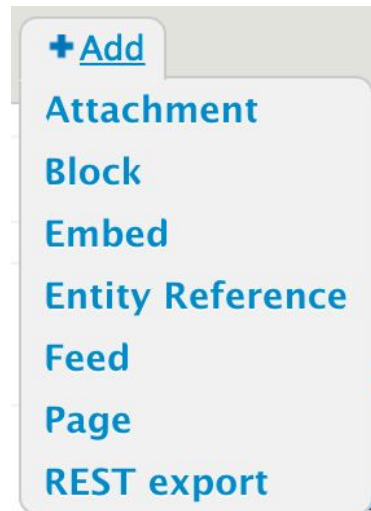 +Add
Attachment
Block
Embed
Entity Reference
Feed
Page
REST export